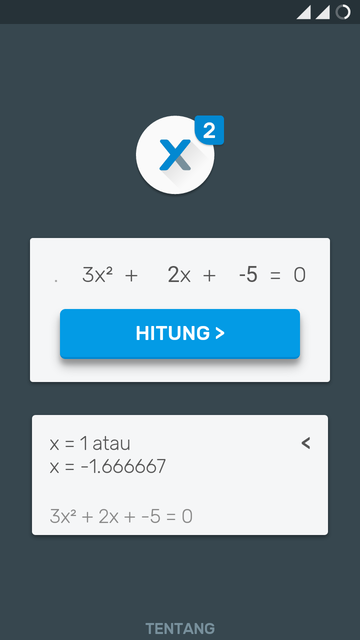 x 2
3x² + 2x + -5 = 0
HITUNG >
x = 1 atau <
x = -1.666667
3x² + 2x + -5 = 0
TENTANG